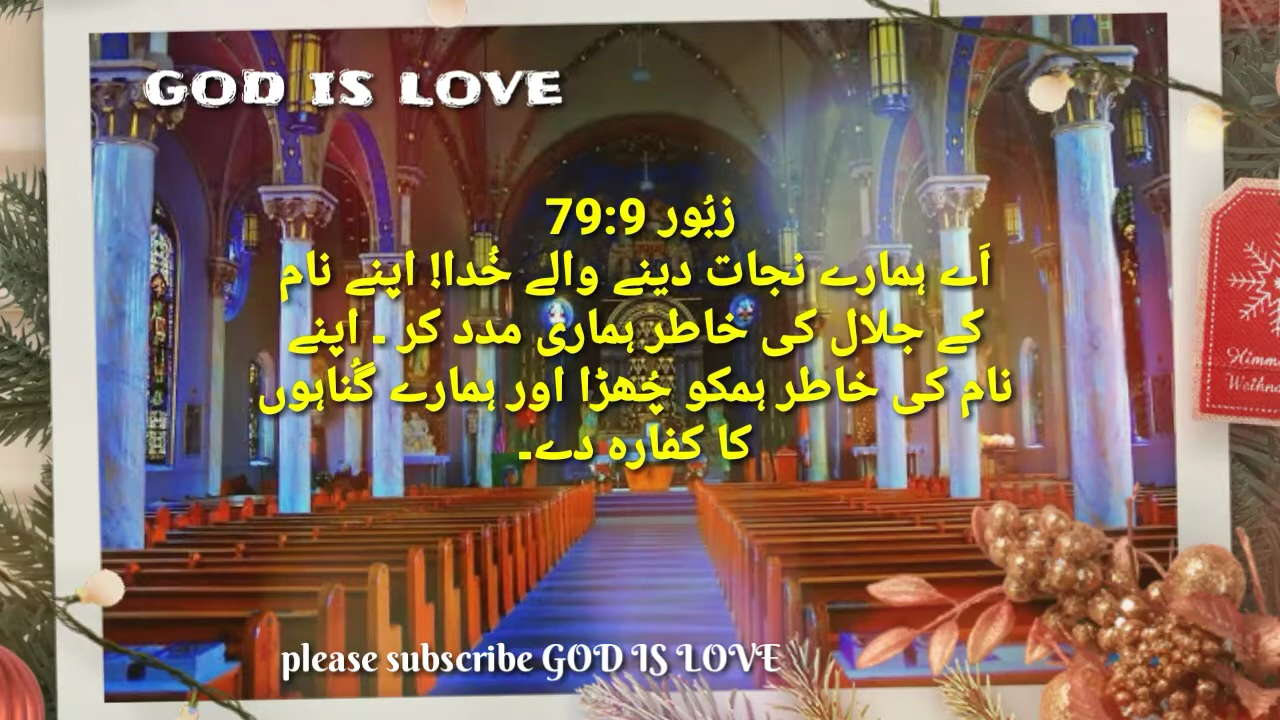 GOD IS LOVE
زبُور 79:9
اَے ہمارے نجات دینے والے خُدا! اپنے نام
کے جلال کی خاطر ہماری مدد کر ۔ اپنے
نام کی خاطر ہمکو چُھڑا اور ہمارے گُناہوں
کا کفارہ دے۔
please subscribe GOD IS LOVE